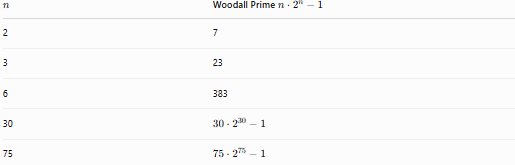 n Woodall Prime n · 2ⁿ − 1
2 7
3 23
6 383
30 30 · 2³⁰ − 1
75 75 · 2⁷⁵ − 1